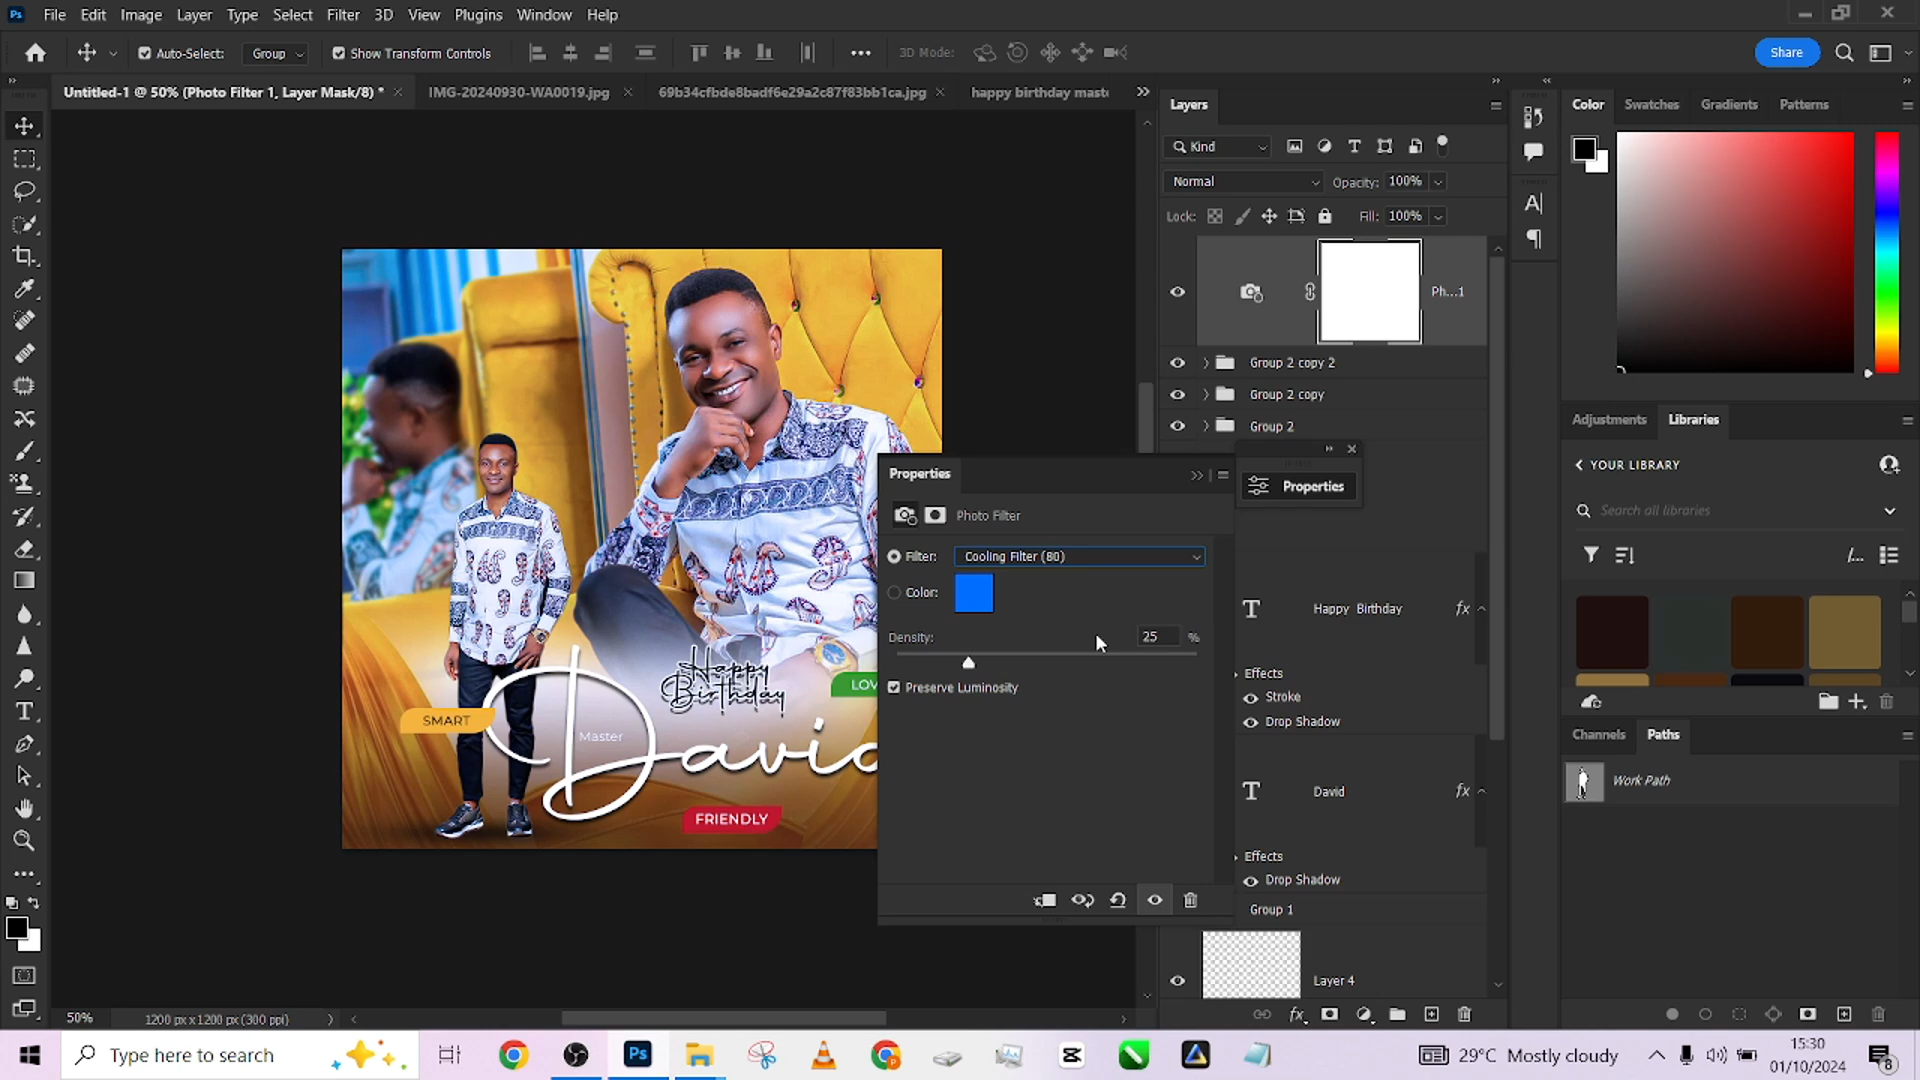 File Edit Image Layer Type Select Filter 3D View Plugins Window Help
Auto-Select: Group Show Transform Controls 3D Mode: Share
Untitled-1 @ 50% (Photo Filter 1, Layer Mask/8) * IMG-20240930-WA0019.jpg 69b34cfbde8badf6e29a2c87f83bb1ca.jpg happy birthday maste
Layers
Kind
Normal Opacity: 100%
Lock: Fill: 100%
Ph...1
Group 2 copy 2
Group 2 copy
Group 2
Properties
Happy Birthday fx
Effects
Stroke
Drop Shadow
David fx
Effects
Drop Shadow
Group 1
Layer 4
fx
Properties
Photo Filter
Filter: Cooling Filter (80)
Color:
Density: 25 %
Preserve Luminosity
Happy
Birthday
LOV
SMART
Master
David
FRIENDLY
Color Swatches Gradients Patterns
Adjustments Libraries
YOUR LIBRARY
Search all libraries
Channels Paths
Work Path
50% 1200 px x 1200 px (300 ppi)
Type here to search
29°C Mostly cloudy
15:30
01/10/2024
8